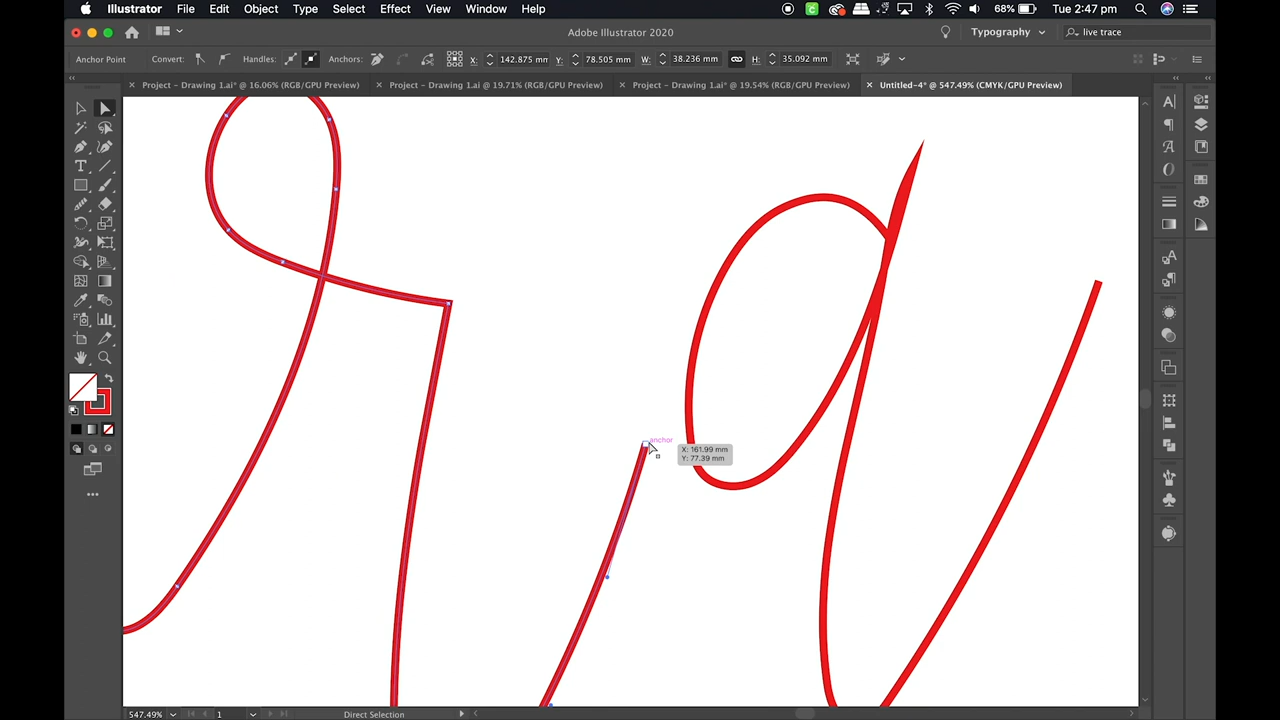 Illustrator File Edit Object Type Select Effect View Window Help 68% Tue 2:47 pm
Adobe Illustrator 2020 Typography live trace
Anchor Point Convert: Handles: Anchors: X: 142.875 mm Y: 78.505 mm W: 38.236 mm H: 35.092 mm
Project - Drawing 1.ai* @ 16.06% (RGB/GPU Preview) Project - Drawing 1.ai @ 19.71% (RGB/GPU Preview) Project - Drawing 1.ai* @ 19.54% (RGB/GPU Preview) Untitled-4* @ 547.49% (CMYK/GPU Preview)
anchor
X: 161.99 mm
Y: 77.39 mm
547.49% 1 Direct Selection